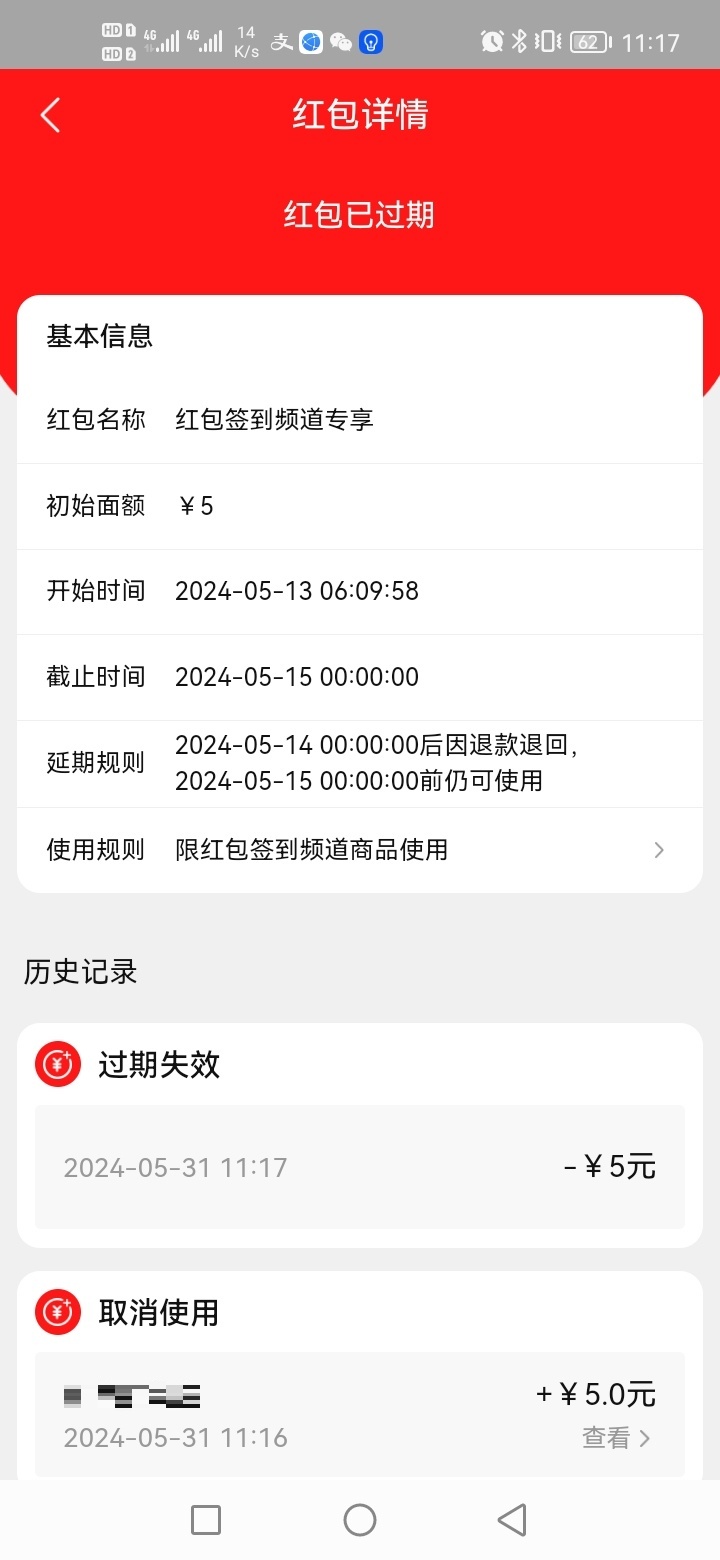 HD 1 4G 4G 14 62 11:17
HD 2 K/s
支
红包详情
红包已过期
基本信息
红包名称 红包签到频道专享
初始面额 ￥5
开始时间 2024-05-13 06:09:58
截止时间 2024-05-15 00:00:00
延期规则 2024-05-14 00:00:00后因退款退回，
2024-05-15 00:00:00前仍可使用
使用规则 限红包签到频道商品使用
历史记录
过期失效
2024-05-31 11:17 -￥5元
取消使用
+￥5.0元
2024-05-31 11:16 查看